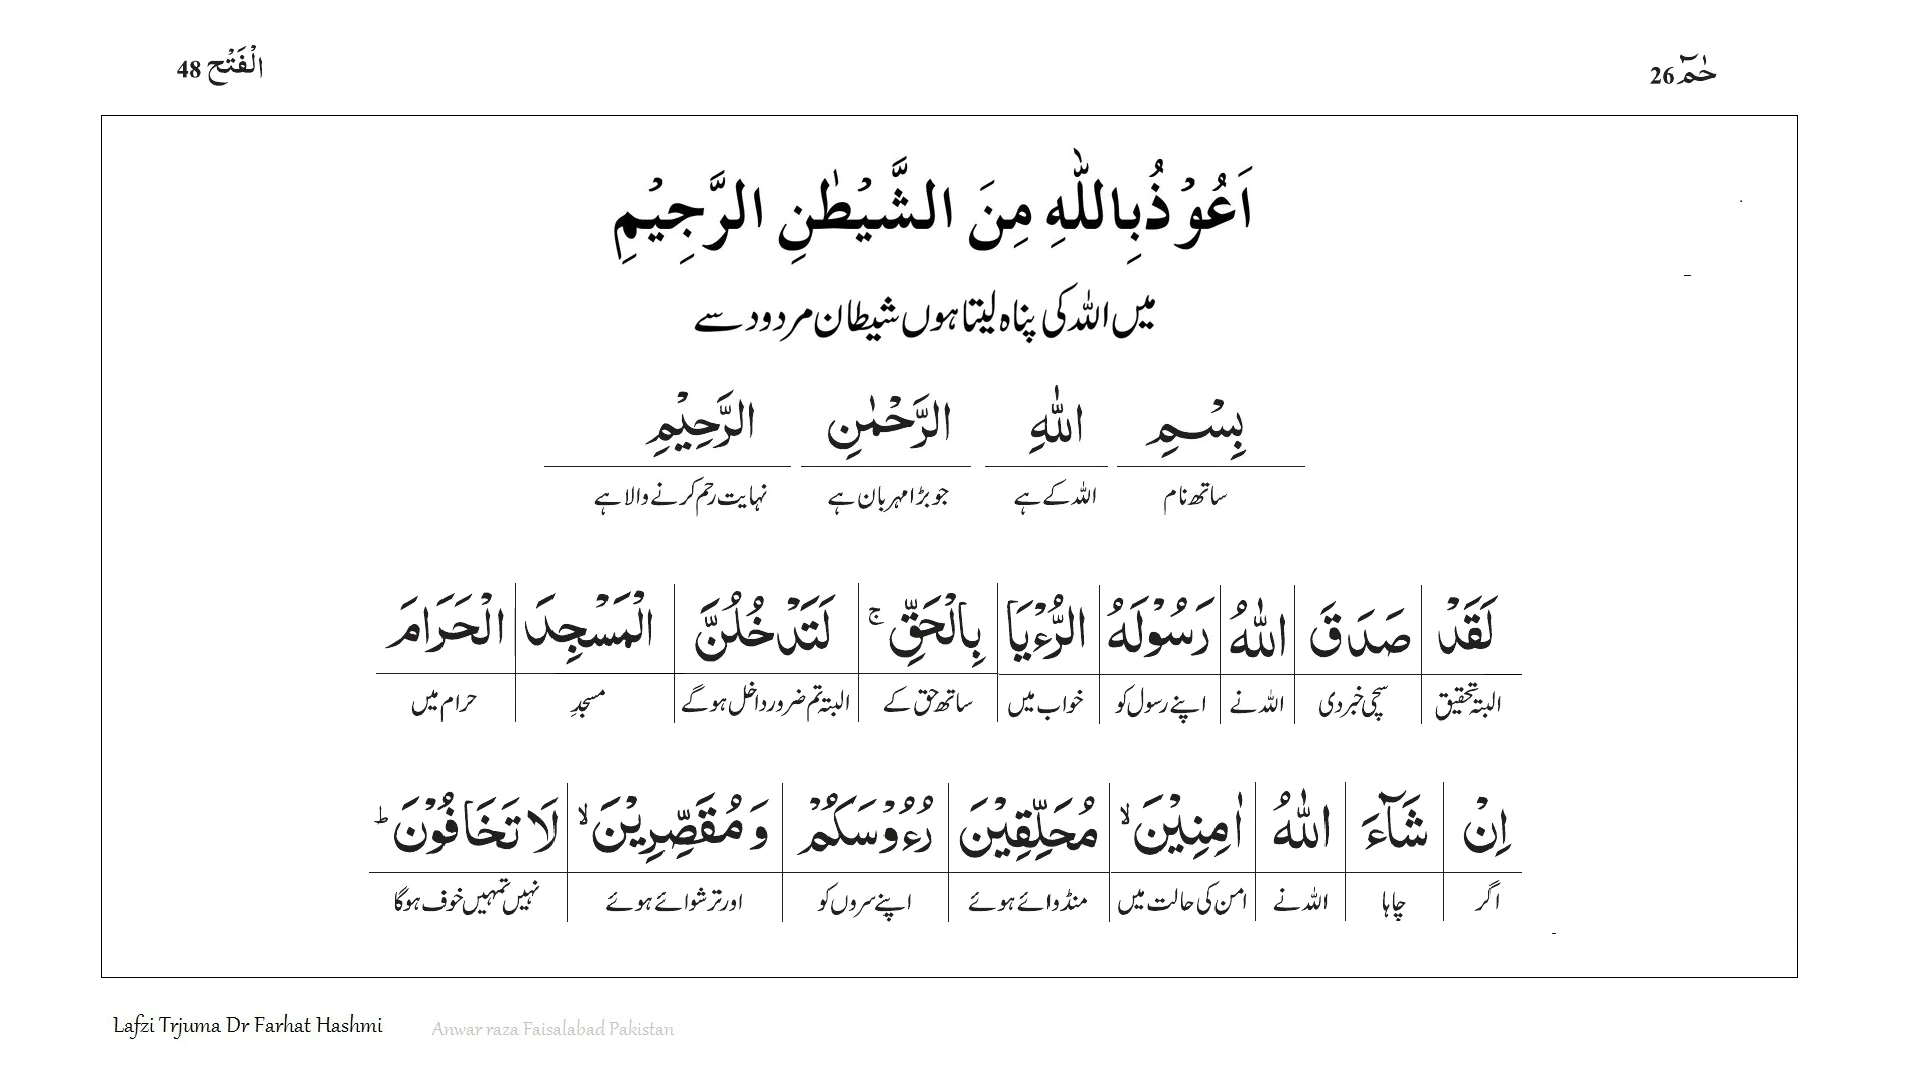 حٰمٓ 26
الْفَتْح 48
اَعُوْذُ بِاللّٰهِ مِنَ الشَّيْطٰنِ الرَّجِيْمِ
میں اللہ کی پناہ لیتا ہوں شیطان مردود سے
بِسْمِ اللّٰهِ الرَّحْمٰنِ الرَّحِيْمِ
ساتھ نام اللہ کے ہے جو بڑا مہربان ہے نہایت رحم کرنے والا ہے
لَقَدْ صَدَقَ اللّٰهُ رَسُوْلَهُ الرُّءْيَا بِالْحَقِّ ۚ لَتَدْخُلُنَّ الْمَسْجِدَ الْحَرَامَ
البتہ تحقیق سچی خبر دی اللہ نے اپنے رسول کو خواب میں ساتھ حق کے البتہ تم ضرور داخل ہو گے مسجدِ حرام میں
اِنْ شَآءَ اللّٰهُ اٰمِنِيْنَ ۙ مُحَلِّقِيْنَ رُءُوْسَكُمْ وَ مُقَصِّرِيْنَ ۙ لَا تَخَافُوْنَ ؕ
اگر چاہا اللہ نے امن کی حالت میں منڈوائے ہوئے اپنے سروں کو اور ترشوائے ہوئے نہیں تمہیں خوف ہوگا
Lafzi Trjuma Dr Farhat Hashmi
Anwar raza Faisalabad Pakistan